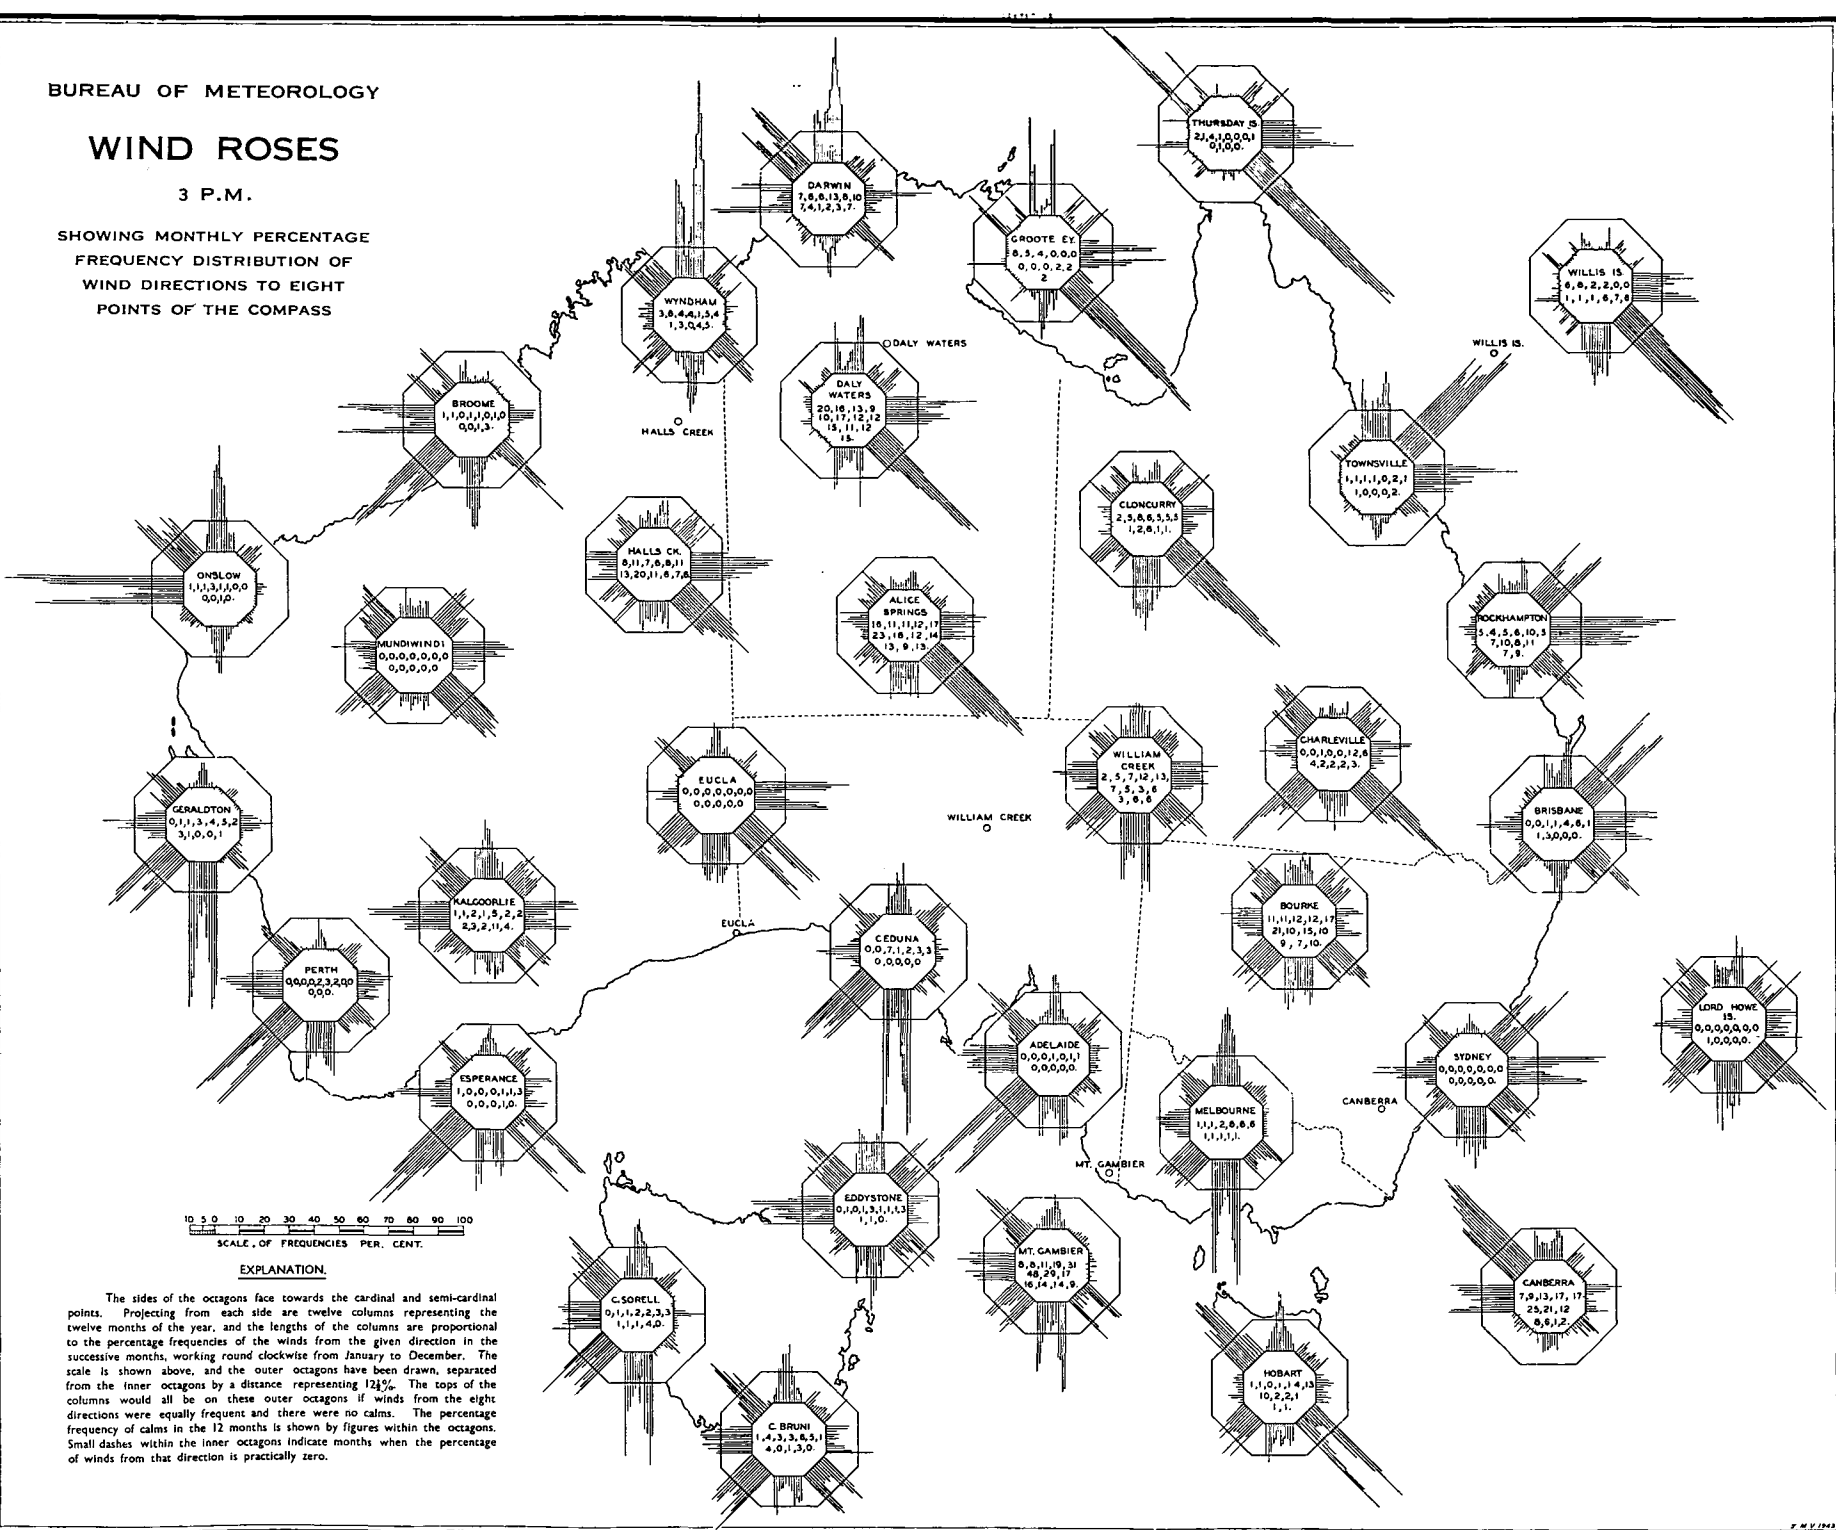 BUREAU OF METEOROLOGY
WIND ROSES
3 P.M.
SHOWING MONTHLY PERCENTAGE
FREQUENCY DISTRIBUTION OF
WIND DIRECTIONS TO EIGHT
POINTS OF THE COMPASS
THURSDAY IS.
2,1,4,1,0,0,0,1
0,1,0,0.
DARWIN
7,4,1,2,3,7.
GROOTE EY.
8,5,4,0,0,0
0,0,0,2,2
2
WILLIS IS.
1,1,1,6,7,8
WYNDHAM
3,8,4,4,1,5,4
1,3,0,4,5.
DALY WATERS
WILLIS IS.
BROOME
1,1,0,1,1,0,1,0
0,0,1,3.
HALLS CREEK
DALY
WATERS
20,16,13,9
10,17,12,12
15,11,12
15.
TOWNSVILLE
1,1,1,1,0,2,1
1,0,0,0,2.
CLONCURRY
2,5,8,6,5,5,5
1,2,8,1,1.
ONSLOW
1,1,1,3,1,1,0,0
0,0,1,0.
HALLS CK.
13,20,11,6,7,8
MUNDIWINDI
0,0,0,0,0,0,0
0,0,0,0,0
ALICE
SPRINGS
16,11,11,12,17
23,16,12,14
13,9,13.
ROCKHAMPTON
5,4,5,6,10,5
7,10,8,11
7,9.
CHARLEVILLE
0,0,1,0,0,12,6
4,2,2,2,3.
WILLIAM
CREEK
2,5,7,12,13,
7,5,3,6
3,6,6
EUCLA
0,0,0,0,0,0,0
0,0,0,0,0
GERALDTON
0,1,1,3,4,5,2
3,1,0,0,1
WILLIAM CREEK
BRISBANE
0,0,1,1,4,6,1
1,3,0,0,0.
KALGOORLIE
1,1,2,1,5,2,2
2,3,2,11,4.
BOURKE
11,11,12,12,17
21,10,15,10
9,7,10.
EUCLA
CEDUNA
0,0,7,1,2,3,3
0,0,0,0,0
PERTH
0,0,0,0,2,3,2,0,0
0,0,0.
LORD HOWE
IS.
0,0,0,0,0,0,0
1,0,0,0,0.
ADELAIDE
0,0,0,1,0,1,1
0,0,0,0,0.
SYDNEY
0,0,0,0,0,0,0
0,0,0,0,0.
ESPERANCE
1,0,0,0,1,1,3
0,0,0,1,0.
CANBERRA
MELBOURNE
1,1,1,2,8,6,6
1,1,1,1,1.
MT. GAMBIER
EDDYSTONE
0,1,0,1,3,1,1,1,3
1,1,0.
10 5 0 10 20 30 40 50 60 70 80 90 100
SCALE OF FREQUENCIES PER. CENT.
MT. GAMBIER
8,8,11,19,31
48,29,17
16,14,14,9.
CANBERRA
7,9,13,17,17
25,21,12
8,6,1,2.
C. SORELL
0,1,1,2,2,3,3
1,1,1,4,0.
HOBART
1,1,0,1,14,13
10,2,2,1
1,1.
C. BRUNI
1,4,3,3,6,5,1
4,0,1,3,0.
EXPLANATION.
The sides of the octagons face towards the cardinal and semi-cardinal
points. Projecting from each side are twelve columns representing the
twelve months of the year, and the lengths of the columns are proportional
to the percentage frequencies of the winds from the given direction in the
successive months, working round clockwise from January to December. The
scale is shown above, and the outer octagons have been drawn, separated
from the inner octagons by a distance representing 12½%. The tops of the
columns would all be on these outer octagons if winds from the eight
directions were equally frequent and there were no calms. The percentage
frequency of calms in the 12 months is shown by figures within the octagons.
Small dashes within the inner octagons indicate months when the percentage
of winds from that direction is practically zero.